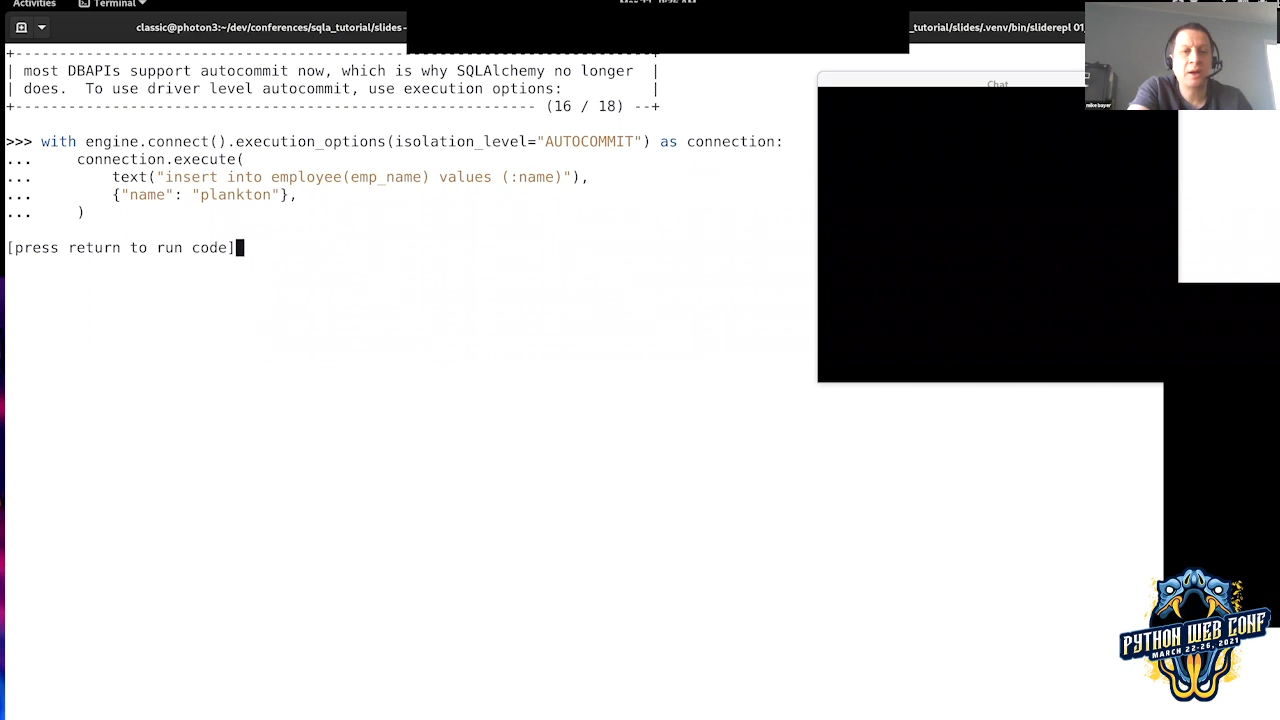 Activities
Terminal
classic@photon3:~/dev/conferences/sqla_tutorial/slides-
_tutorial/slides/.venv/bin/sliderepl 01_
+------------------------------------------------------------------------+
| most DBAPIs support autocommit now, which is why SQLAlchemy no longer |
| does. To use driver level autocommit, use execution options: |
+----------------------------------------------------------- (16 / 18) --+
>>> with engine.connect().execution_options(isolation_level="AUTOCOMMIT") as connection:
... connection.execute(
... text("insert into employee(emp_name) values (:name)"),
... {"name": "plankton"},
... )
[press return to run code]
Chat
mike bayer
PYTHON WEB CONF
MARCH 22-26, 2021